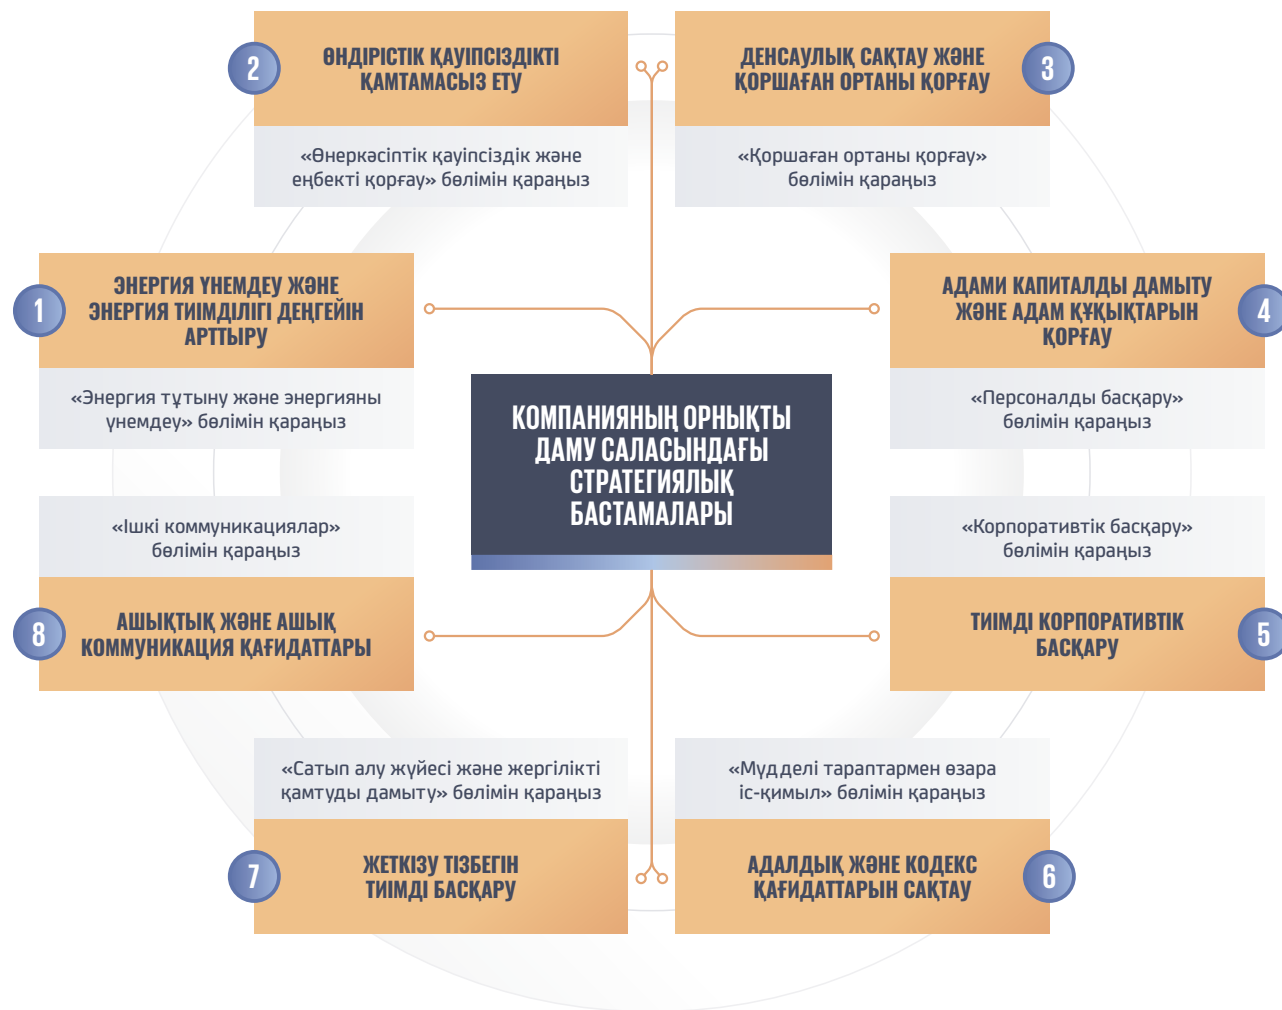 2
ӨНДІРІСТІК ҚАУІПСІЗДІКТІ
ҚАМТАМАСЫЗ ЕТУ
«Өнеркәсіптік қауіпсіздік және
еңбекті қорғау» бөлімін қараңыз
3
ДЕНСАУЛЫҚ САҚТАУ ЖӘНЕ
ҚОРШАҒАН ОРТАНЫ ҚОРҒАУ
«Қоршаған ортаны қорғау»
бөлімін қараңыз
1
ЭНЕРГИЯ ҮНЕМДЕУ ЖӘНЕ
ЭНЕРГИЯ ТИІМДІЛІГІ ДЕҢГЕЙІН
АРТТЫРУ
«Энергия тұтыну және энергияны
үнемдеу» бөлімін қараңыз
4
АДАМИ КАПИТАЛДЫ ДАМЫТУ
ЖӘНЕ АДАМ ҚҰҚЫҚТАРЫН
ҚОРҒАУ
«Персоналды басқару»
бөлімін қараңыз
КОМПАНИЯНЫҢ ОРНЫҚТЫ
ДАМУ САЛАСЫНДАҒЫ
СТРАТЕГИЯЛЫҚ
БАСТАМАЛАРЫ
«Ішкі коммуникациялар»
бөлімін қараңыз
8
АШЫҚТЫҚ ЖӘНЕ АШЫҚ
КОММУНИКАЦИЯ ҚАҒИДАТТАРЫ
«Корпоративтік басқару»
бөлімін қараңыз
5
ТИІМДІ КОРПОРАТИВТІК
БАСҚАРУ
«Сатып алу жүйесі және жергілікті
қамтуды дамыту» бөлімін қараңыз
7
ЖЕТКІЗУ ТІЗБЕГІН
ТИІМДІ БАСҚАРУ
«Мүдделі тараптармен өзара
іс-қимыл» бөлімін қараңыз
6
АДАЛДЫҚ ЖӘНЕ КОДЕКС
ҚАҒИДАТТАРЫН САҚТАУ